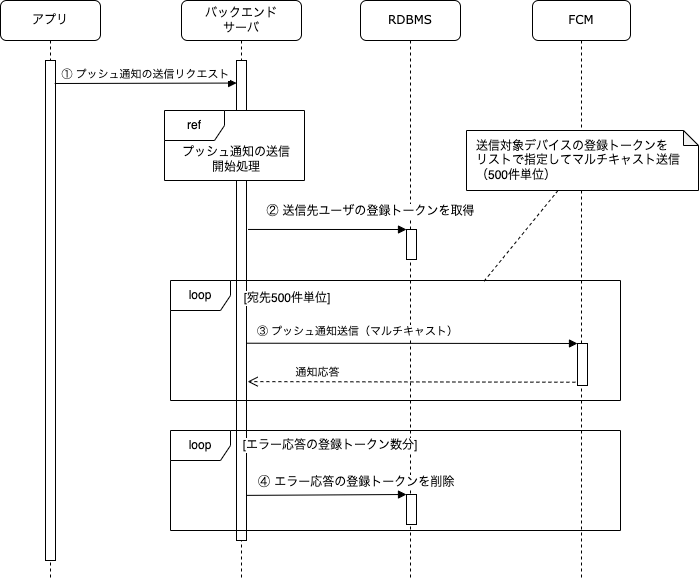 アプリ
バックエンド
サーバ
RDBMS
FCM
① プッシュ通知の送信リクエスト
ref
プッシュ通知の送信
開始処理
送信対象デバイスの登録トークンを
リストで指定してマルチキャスト送信
（500件単位）
② 送信先ユーザの登録トークンを取得
loop
[宛先500件単位]
③ プッシュ通知送信（マルチキャスト）
通知応答
loop
[エラー応答の登録トークン数分]
④ エラー応答の登録トークンを削除